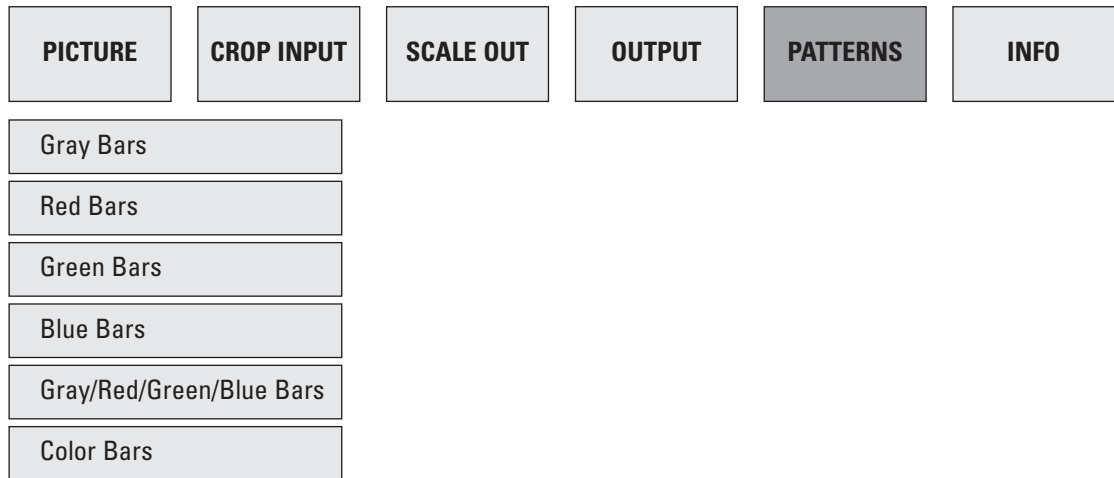 PICTURE CROP INPUT SCALE OUT OUTPUT PATTERNS INFO
Gray Bars
Red Bars
Green Bars
Blue Bars
Gray/Red/Green/Blue Bars
Color Bars